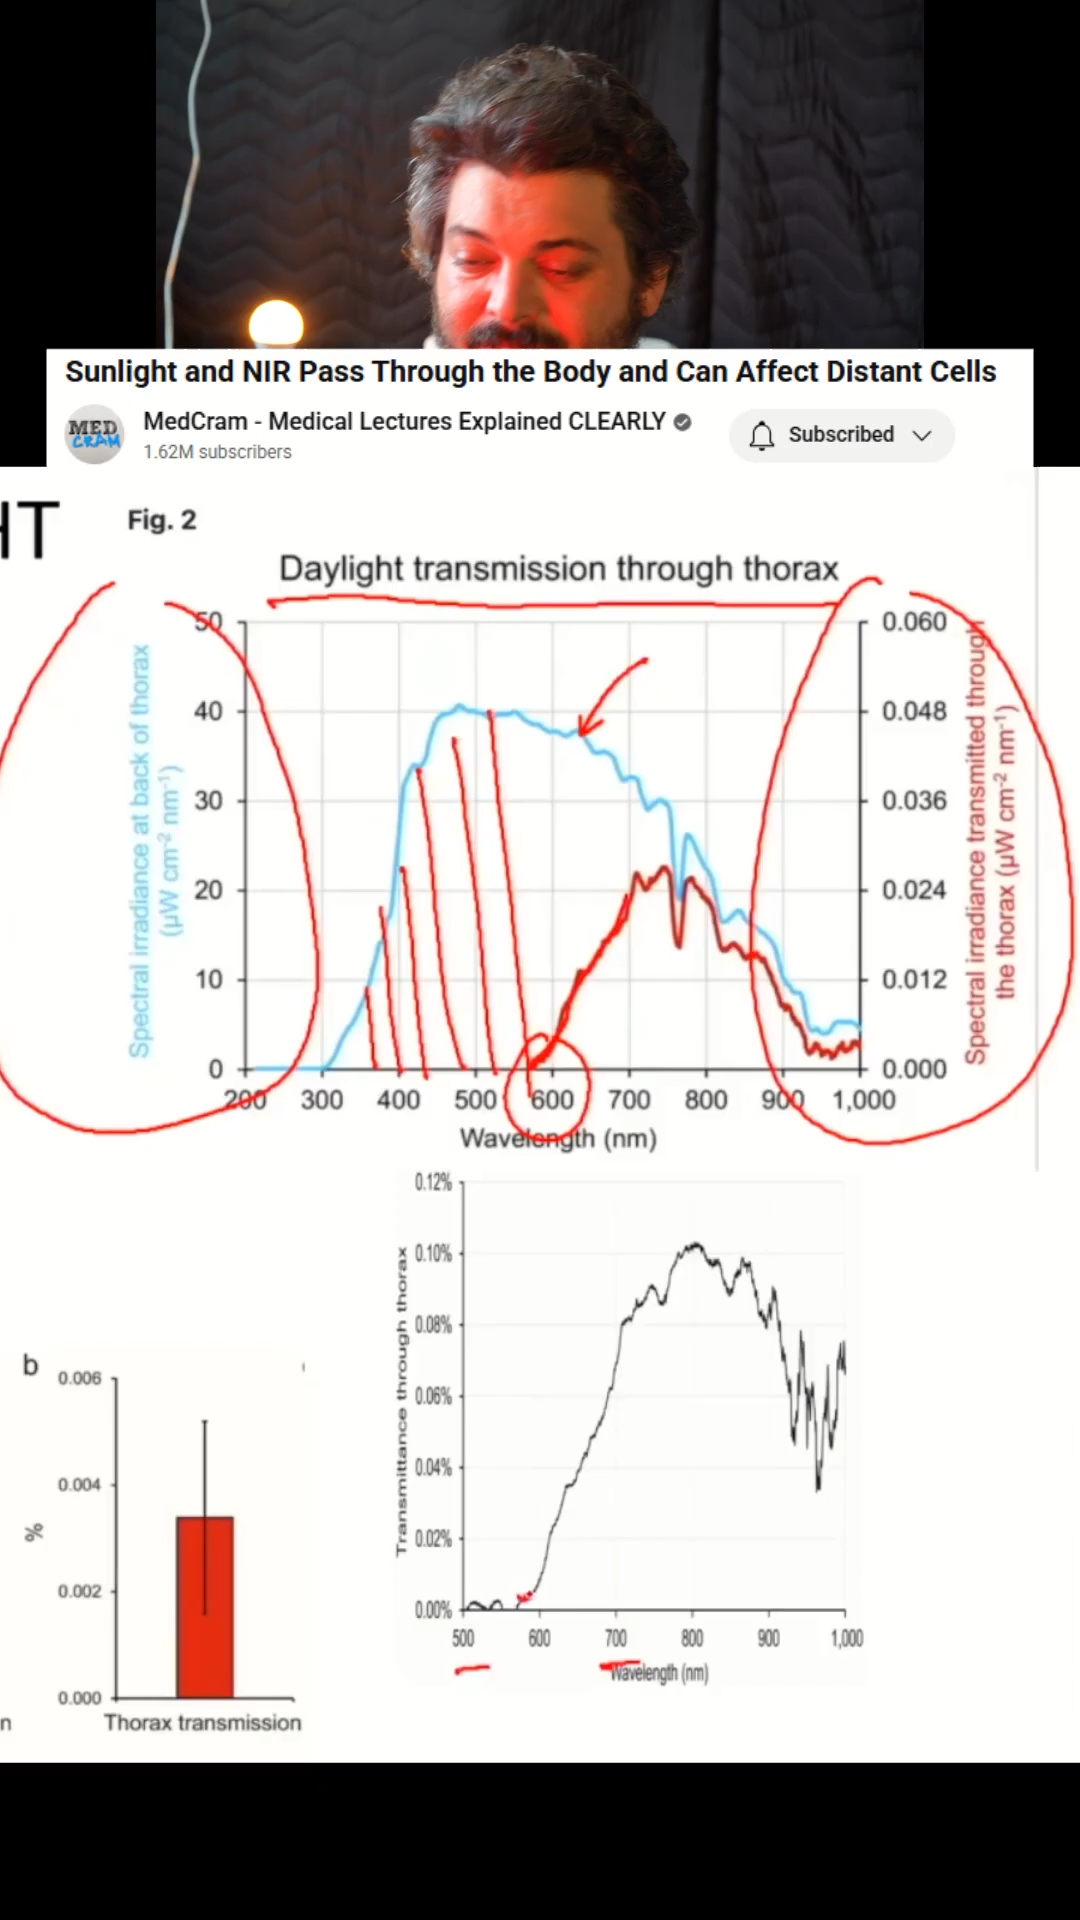 Sunlight and NIR Pass Through the Body and Can Affect Distant Cells
MED
CRAM
MedCram - Medical Lectures Explained CLEARLY
1.62M subscribers
Subscribed
HT
Fig. 2
Daylight transmission through thorax
Spectral irradiance at back of thorax
(µW cm-2 nm-1)
50
40
30
20
10
0
0.060
0.048
0.036
0.024
0.012
0.000
Spectral irradiance transmitted through
the thorax (µW cm-2 nm-1)
200 300 400 500 600 700 800 900 1,000
Wavelength (nm)
Transmittance through thorax
0.12%
0.10%
0.08%
0.06%
0.04%
0.02%
0.00%
500 600 700 800 900 1,000
Wavelength (nm)
b
%
0.006
0.004
0.002
0.000
n
Thorax transmission